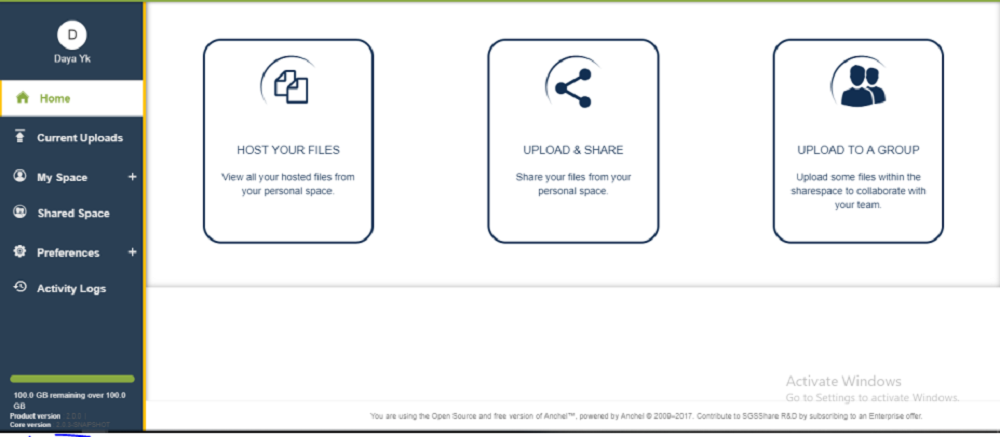 D
Daya Yk
Home
Current Uploads
My Space +
Shared Space
Preferences +
Activity Logs
100.0 GB remaining over 100.0
GB
Product version
Core version
HOST YOUR FILES
View all your hosted files from
your personal space.
UPLOAD & SHARE
Share your files from your
personal space.
UPLOAD TO A GROUP
Upload some files within the
sharespace to collaborate with
your team.
Activate Windows
Go to Settings to activate Windows.
You are using the Open Source and free version of Anchel™, powered by Anchel © 2009–2017. Contribute to SGSShare R&D by subscribing to an Enterprise offer.